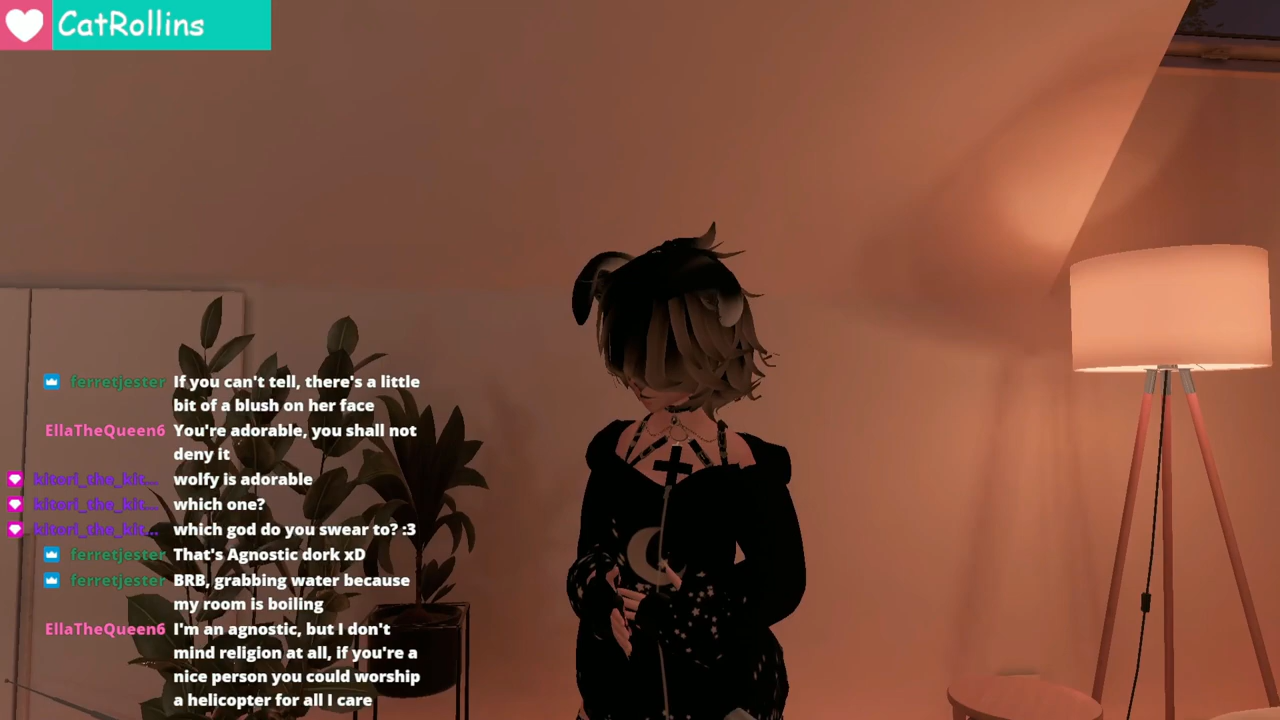 CatRollins
ferretjester If you can't tell, there's a little
bit of a blush on her face
EllaTheQueen6 You're adorable, you shall not
deny it
kitori_the_kit... wolfy is adorable
kitori_the_kit... which one?
kitori_the_kit... which god do you swear to? :3
ferretjester That's Agnostic dork xD
ferretjester BRB, grabbing water because
my room is boiling
EllaTheQueen6 I'm an agnostic, but I don't
mind religion at all, if you're a
nice person you could worship
a helicopter for all I care